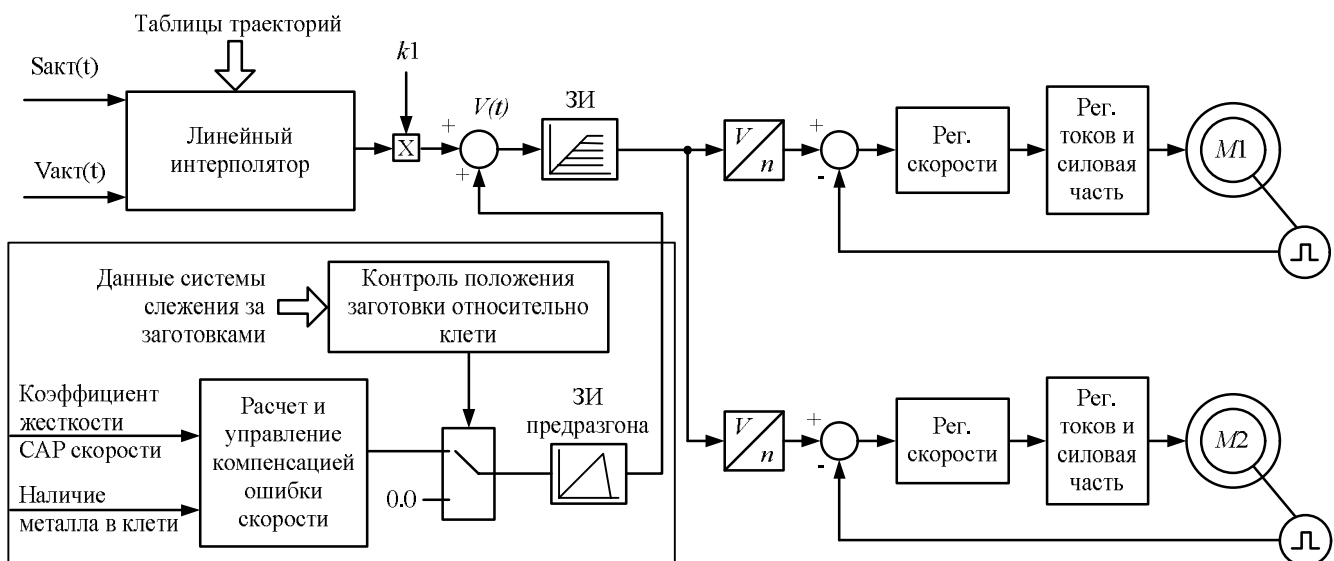 Таблицы траекторий
Sакт(t)
Vакт(t)
Линейный
интерполятор
k1
X
+
+
V(t)
ЗИ
V
n
+
-
Рег.
скорости
Рег.
токов и
силовая
часть
M1
Данные системы
слежения за
заготовками
Контроль положения
заготовки относительно
клети
Коэффициент
жесткости
САР скорости
Наличие
металла в клети
Расчет и
управление
компенсацией
ошибки
скорости
0.0
ЗИ
предразгона
V
n
+
-
Рег.
скорости
Рег.
токов и
силовая
часть
M2